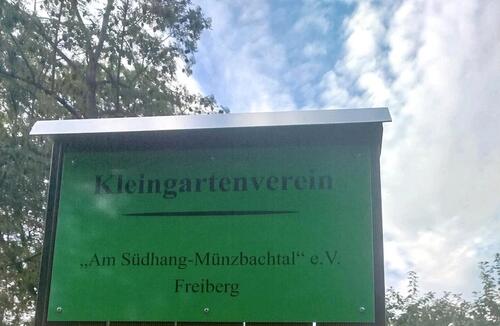 Kleingartenverein
„Am Südhang-Münzbachtal“ e.V.
Freiberg